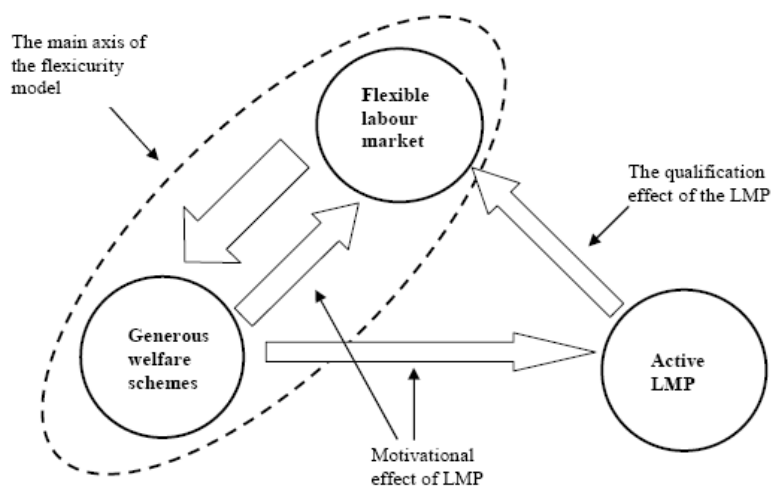 The main axis of
the flexicurity
model
Flexible
labour
market
The qualification
effect of the LMP
Generous
welfare
schemes
Active
LMP
Motivational
effect of LMP